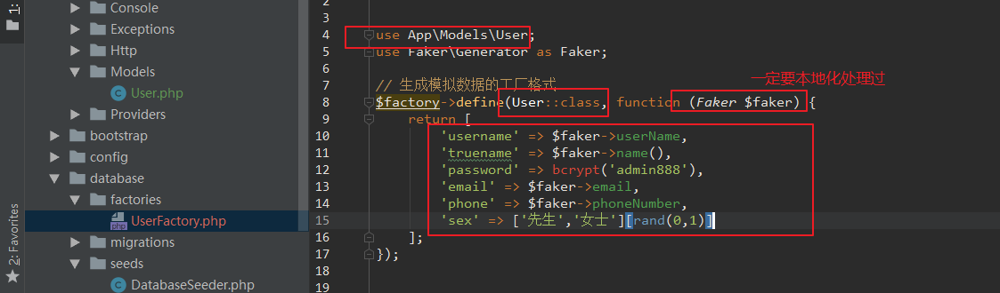 1:
2: Favorites
Console
Exceptions
Http
Models
User.php
Providers
bootstrap
config
database
factories
UserFactory.php
migrations
seeds
DatabaseSeeder.php
2
3
4 use App\Models\User;
5 use Faker\Generator as Faker;
6
7 // 生成模拟数据的工厂格式
一定要本地化处理过
8 $factory->define(User::class, function (Faker $faker) {
9 return [
10 'username' => $faker->userName,
11 'truename' => $faker->name(),
12 'password' => bcrypt('admin888'),
13 'email' => $faker->email,
14 'phone' => $faker->phoneNumber,
15 'sex' => ['先生','女士'][rand(0,1)]
16 ];
17 });
18
19